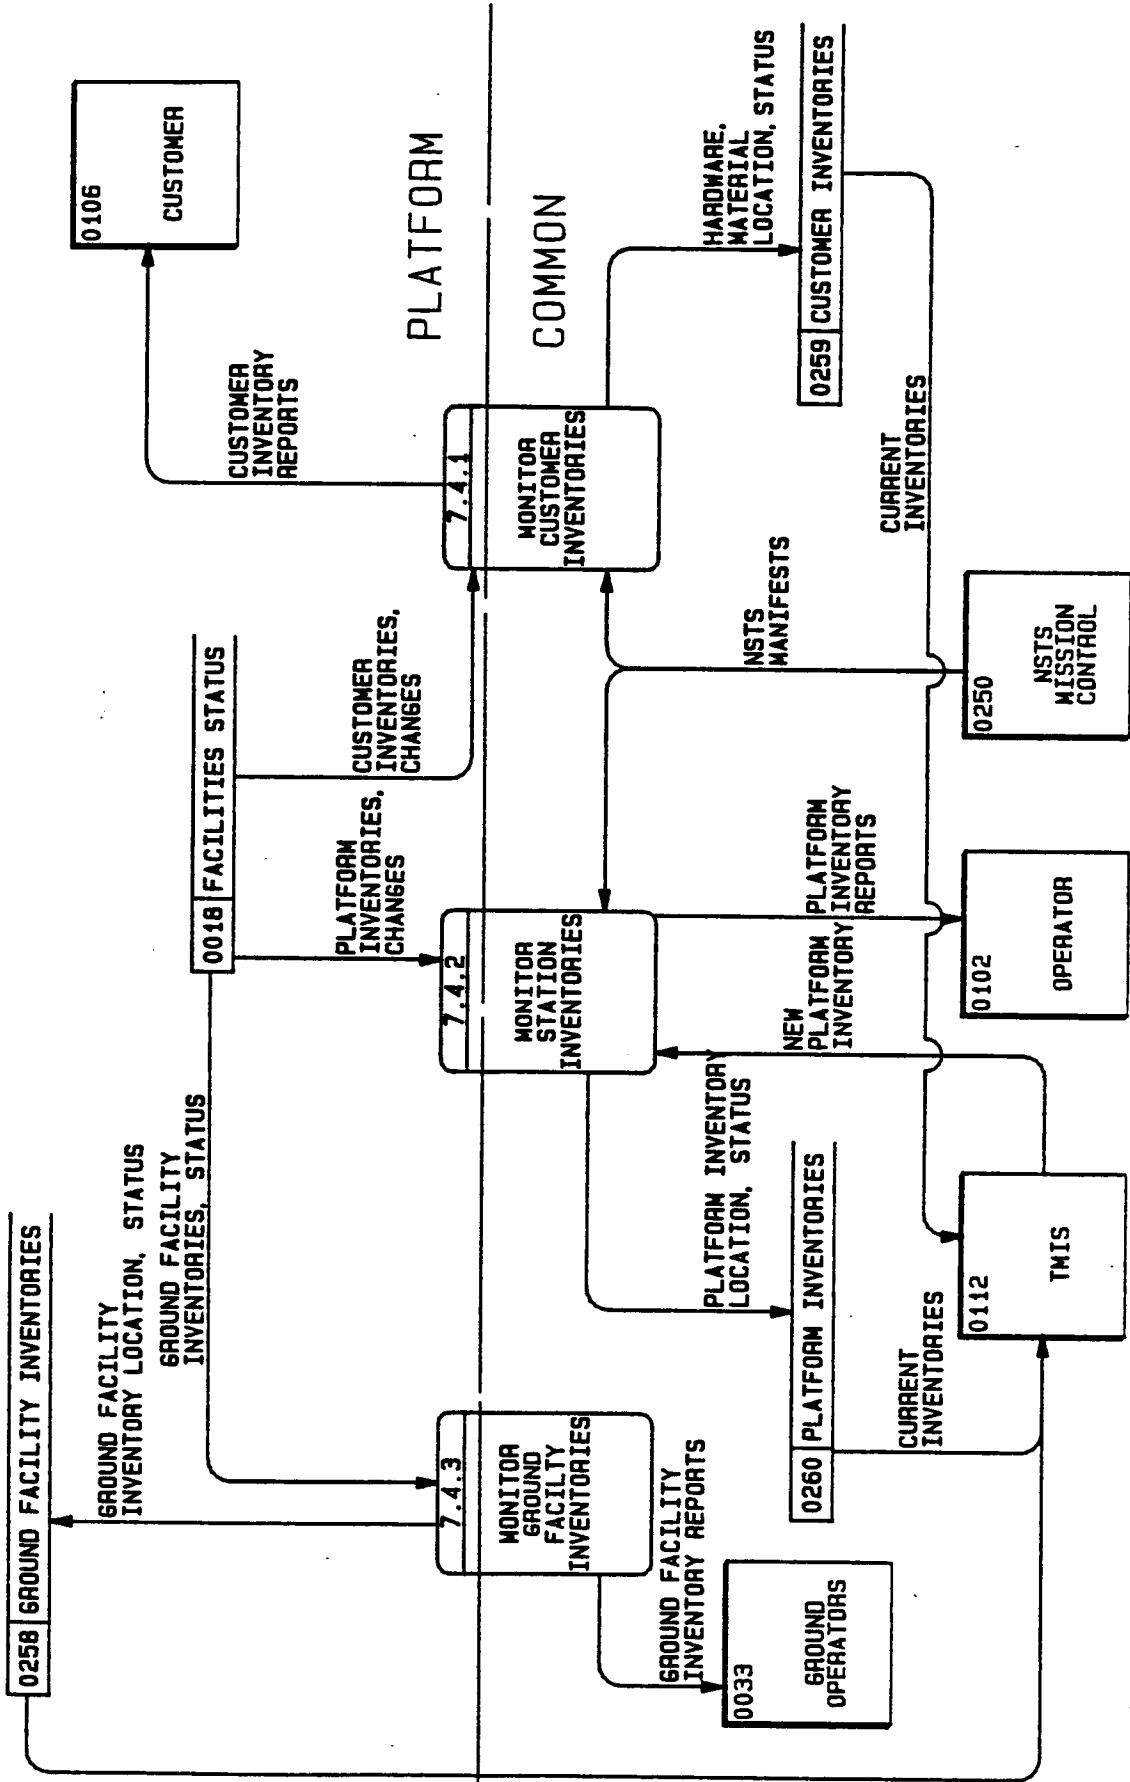 0258 GROUND FACILITY INVENTORIES
GROUND FACILITY
INVENTORY LOCATION, STATUS
GROUND FACILITY
INVENTORIES, STATUS
0018 FACILITIES STATUS
PLATFORM
INVENTORIES,
CHANGES
CUSTOMER
INVENTORIES,
CHANGES
CUSTOMER
INVENTORY
REPORTS
0106
CUSTOMER
PLATFORM
COMMON
7.4.3
MONITOR
GROUND
FACILTY
INVENTORIES
7.4.2
MONITOR
STATION
INVENTORIES
7.4.1
MONITOR
CUSTOMER
INVENTORIES
GROUND FACILITY
INVENTORY REPORTS
0033
GROUND
OPERATORS
PLATFORM INVENTORY
LOCATION, STATUS
0260 PLATFORM INVENTORIES
CURRENT
INVENTORIES
NEW
PLATFORM
INVENTORY
PLATFORM
INVENTORY
REPORTS
NSTS
MANIFESTS
HARDWARE,
MATERIAL
LOCATION, STATUS
0259 CUSTOMER INVENTORIES
CURRENT
INVENTORIES
0112
TMIS
0102
OPERATOR
0250
NSTS
MISSION
CONTROL